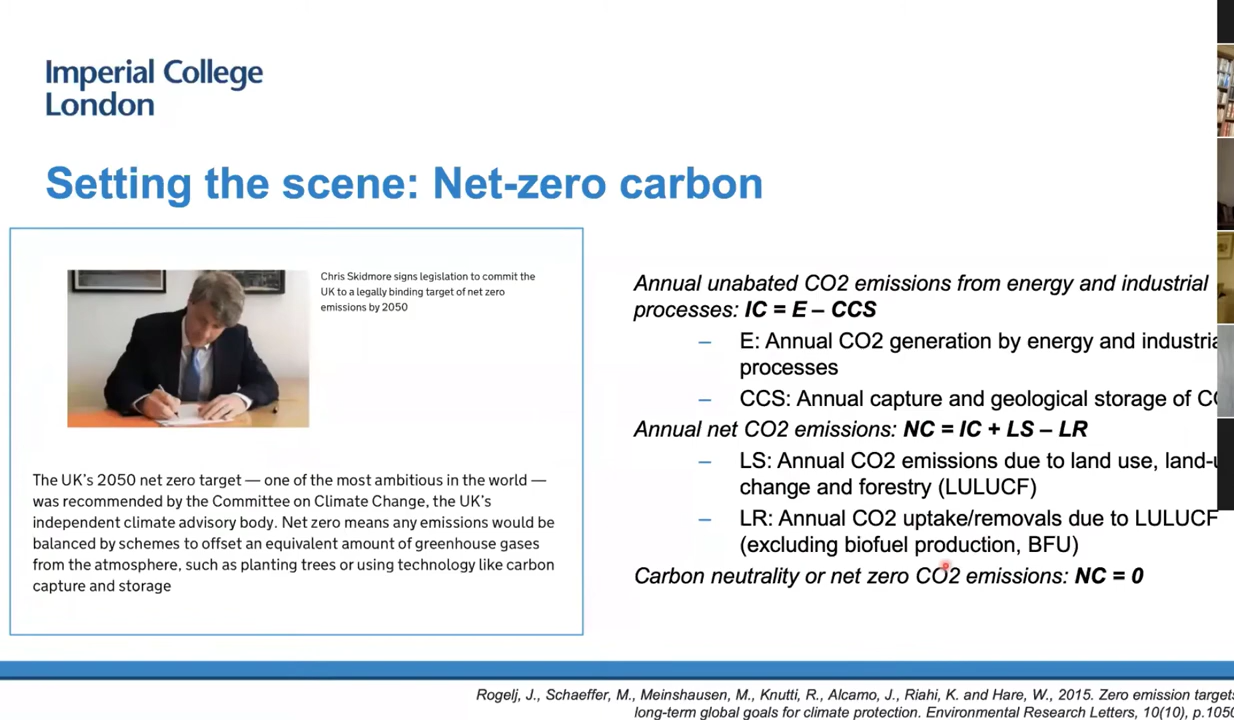 Imperial College
London
Setting the scene: Net-zero carbon
Chris Skidmore signs legislation to commit the
UK to a legally binding target of net zero
emissions by 2050
The UK's 2050 net zero target — one of the most ambitious in the world —
was recommended by the Committee on Climate Change, the UK's
independent climate advisory body. Net zero means any emissions would be
balanced by schemes to offset an equivalent amount of greenhouse gases
from the atmosphere, such as planting trees or using technology like carbon
capture and storage
Annual unabated CO2 emissions from energy and industrial
processes: IC = E – CCS
– E: Annual CO2 generation by energy and
processes
– CCS: Annual capture and geological storage of
Annual net CO2 emissions: NC = IC + LS – LR
– LS: Annual CO2 emissions due to land use,
change and forestry (LULUCF)
– LR: Annual CO2 uptake/removals due to LULUCF
(excluding biofuel production, BFU)
Carbon neutrality or net zero CO2 emissions: NC = 0
Rogelj, J., Schaeffer, M., Meinshausen, M., Knutti, R., Alcamo, J., Riahi, K. and Hare, W., 2015. Zero emission targets
long-term global goals for climate protection. Environmental Research Letters, 10(10),